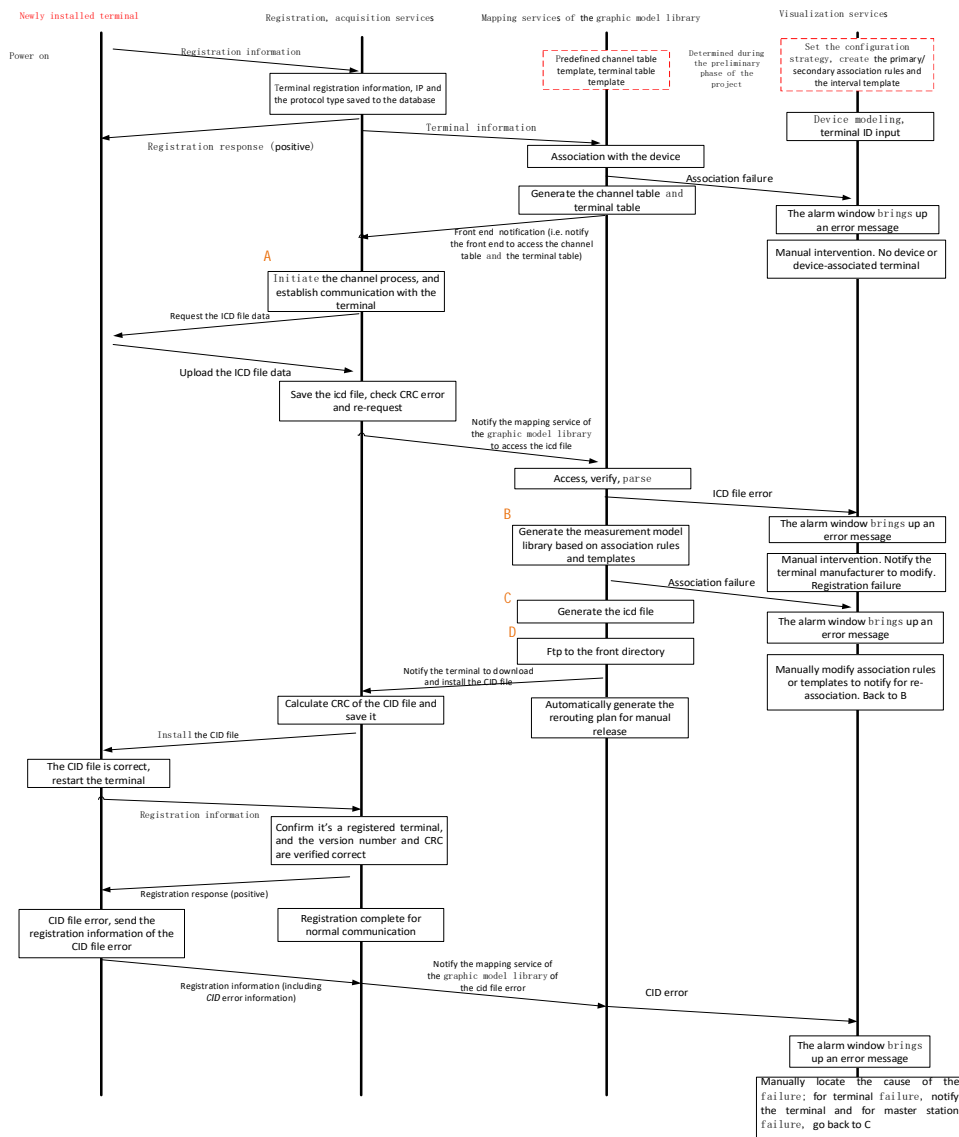 Newly installed terminal
Registration, acquisition services
Mapping services of the graphic model library
Visualization services
Power on
Registration information
Predefined channel table
template, terminal table
template
Determined during
the preliminary
phase of the
project
Set the configuration
strategy, create the primary/
secondary association rules and
the interval template
Terminal registration information, IP and
the protocol type saved to the database
Device modeling,
terminal ID input
Terminal information
Registration response (positive)
Association with the device
Association failure
Generate the channel table and
terminal table
The alarm window brings up
an error message
Front end notification (i.e. notify
the front end to access the channel
table and the terminal table)
Manual intervention. No device or
device-associated terminal
A
Initiate the channel process, and
establish communication with the
terminal
Request the ICD file data
Upload the ICD file data
Save the icd file, check CRC error
and re-request
Notify the mapping service of
the graphic model library
to access the icd file
Access, verify, parse
ICD file error
B
The alarm window brings up an
error message
Generate the measurement model
library based on association rules
and templates
Manual intervention. Notify the
terminal manufacturer to modify.
Registration failure
Association failure
C
Generate the icd file
The alarm window brings up an
error message
D
Ftp to the front directory
Notify the terminal to download
and install the CID file
Manually modify association rules
or templates to notify for re-
association. Back to B
Calculate CRC of the CID file and
save it
Automatically generate the
rerouting plan for manual
release
Install the CID file
The CID file is correct,
restart the terminal
Registration information
Confirm it's a registered terminal,
and the version number and CRC
are verified correct
Registration response (positive)
CID file error, send the
registration information of the
CID file error
Registration complete for
normal communication
Notify the mapping service of
the graphic model library of
the cid file error
Registration information (including
CID error information)
CID error
The alarm window brings
up an error message
Manually locate the cause of the
failure; for terminal failure, notify
the terminal and for master station
failure, go back to C